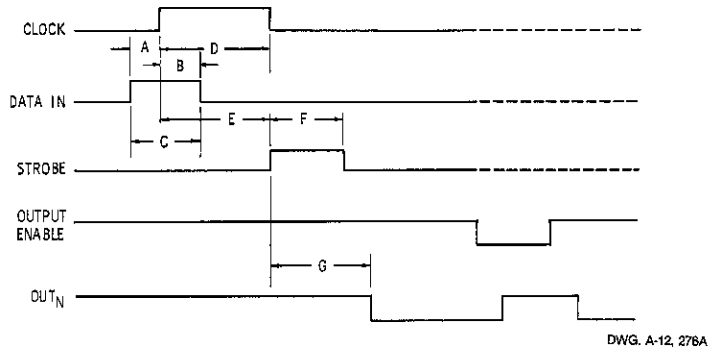 CLOCK
A
D
B
DATA IN
E
F
C
STROBE
OUTPUT
ENABLE
G
OUTN
DWG. A-12, 276A